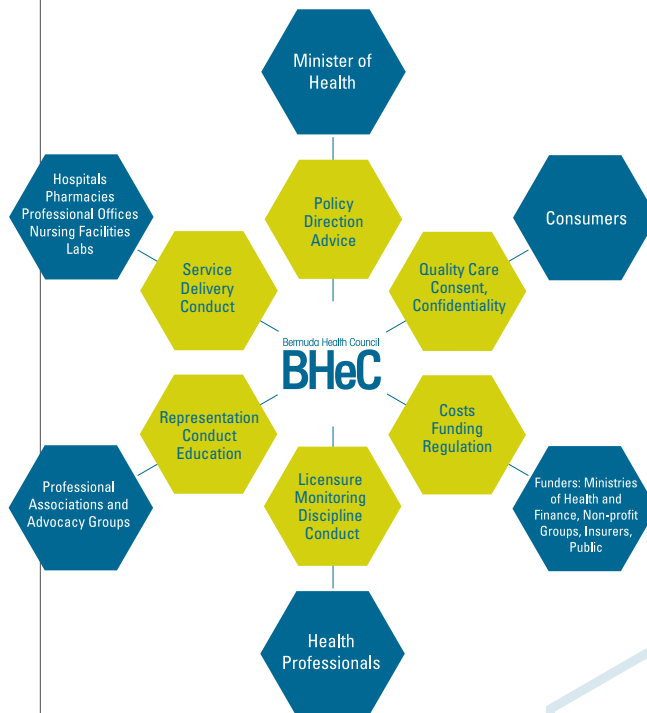 Minister of
Health
Hospitals
Pharmacies
Professional Offices
Nursing Facilities
Labs
Policy
Direction
Advice
Consumers
Service
Delivery
Conduct
Quality Care
Consent,
Confidentiality
Bermuda Health Council
BHeC
Representation
Conduct
Education
Costs
Funding
Regulation
Professional
Associations and
Advocacy Groups
Licensure
Monitoring
Discipline
Conduct
Funders: Ministries
of Health and
Finance, Non-profit
Groups, Insurers,
Public
Health
Professionals